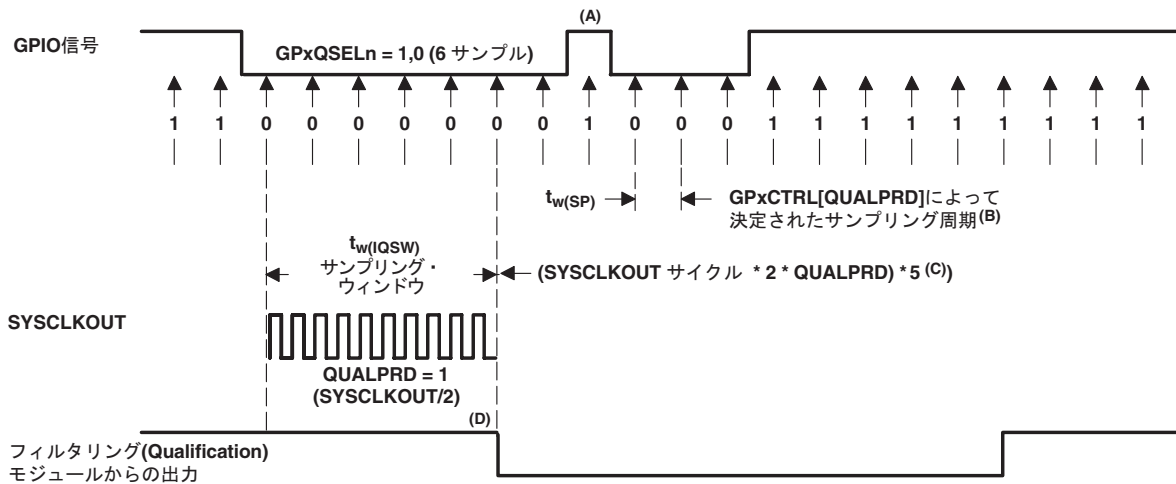 (A)
GPIO信号
GPxQSELn = 1,0 (6 サンプル)
1 1 0 0 0 0 0 0 0 1 0 0 0 1 1 1 1 1 1 1 1 1
tw(SP)
GPxCTRL[QUALPRD]によって
決定されたサンプリング周期(B)
tw(IQSW)
サンプリング・
ウィンドウ
(SYSCLKOUT サイクル * 2 * QUALPRD) * 5 (C))
SYSCLKOUT
QUALPRD = 1
(SYSCLKOUT/2)
(D)
フィルタリング(Qualification)
モジュールからの出力